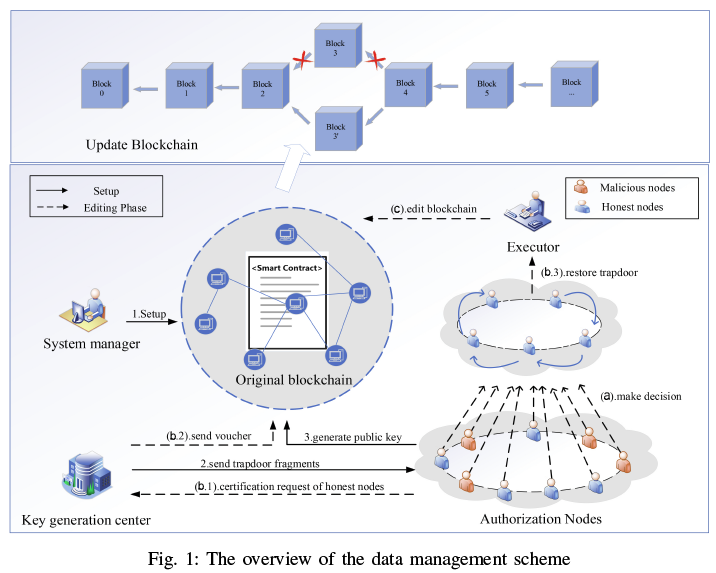 Block
3
Block
0
Block
1
Block
2
Block
4
Block
5
Block
...
Block
3'
Update Blockchain
Setup
Editing Phase
(c).edit blockchain
Malicious nodes
Honest nodes
Executor
<Smart Contract>
(b.3).restore trapdoor
1.Setup
System manager
Original blockchain
(a).make decision
(b.2).send voucher
3.generate public key
2.send trapdoor fragments
(b.1).certification request of honest nodes
Key generation center
Authorization Nodes
Fig. 1: The overview of the data management scheme